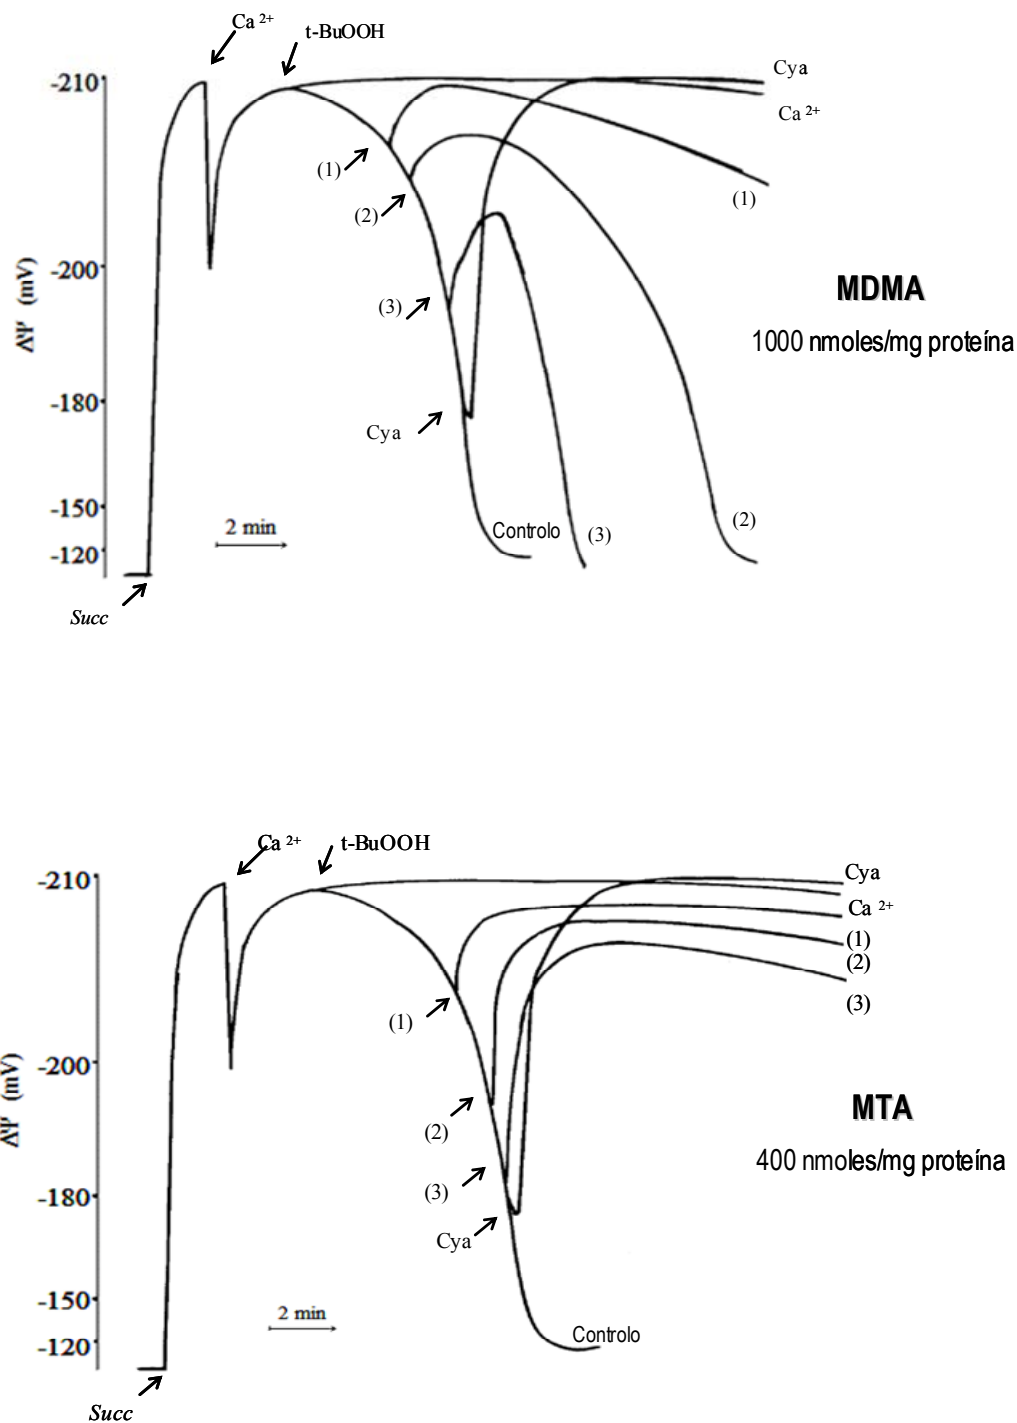 Ca 2+
t-BuOOH
-210
Cya
Ca 2+
(1)
(1)
(2)
-200
MDMA
(3)
ΔΨ (mV)
1000 nmoles/mg proteína
-180
Cya
-150
2 min
Controlo
(3)
(2)
-120
Succ
Ca 2+
t-BuOOH
-210
Cya
Ca 2+
(1)
(2)
(3)
(1)
-200
ΔΨ (mV)
MTA
(2)
400 nmoles/mg proteína
(3)
-180
Cya
-150
2 min
Controlo
-120
Succ